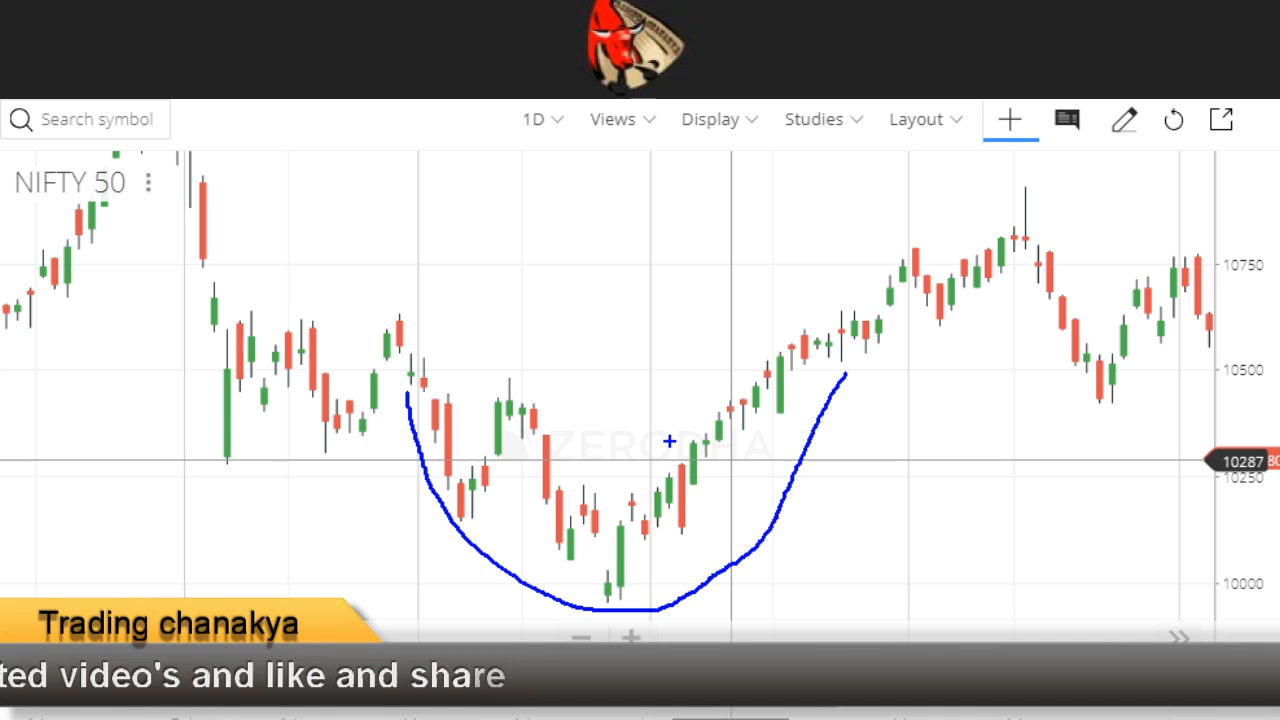 Search symbol
1D Views Display Studies Layout
NIFTY 50
10750
10500
ZERODHA
10287
10250
10000
Trading chanakya
ted video's and like and share